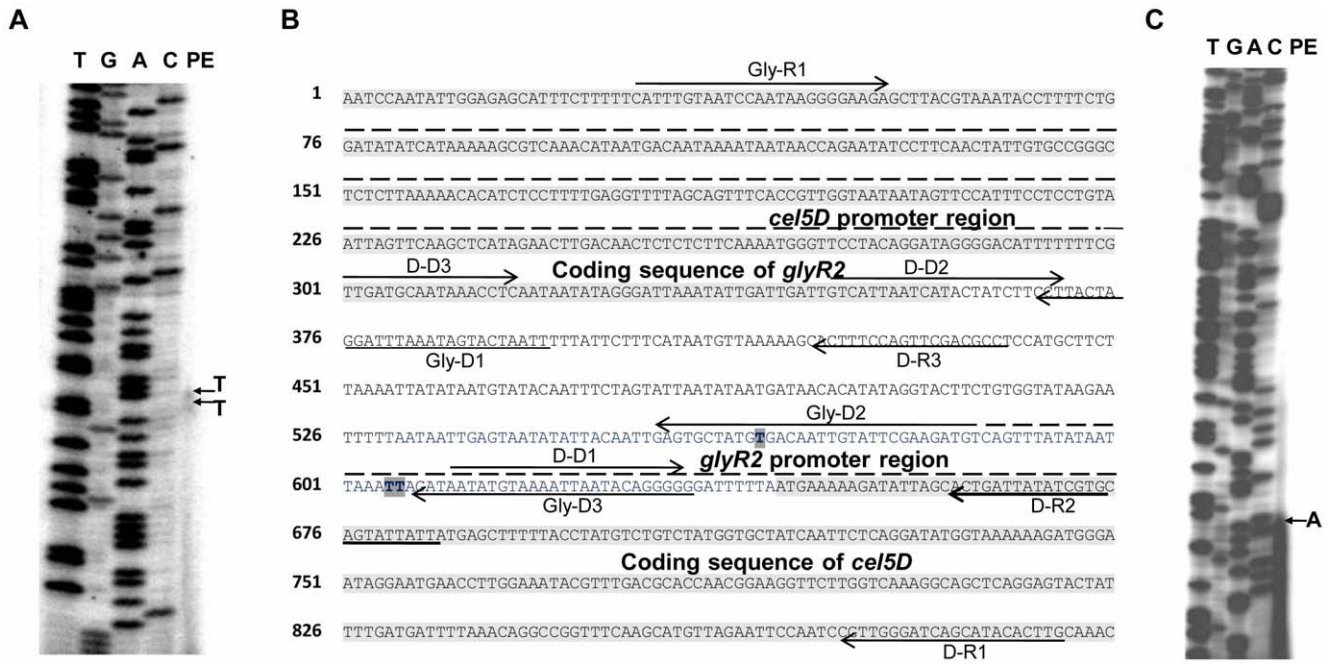 A
T G A C PE
T
T
B
Gly-R1
1
AATCCAATATTGGAGAGCATTTCTTTTTCATTTGTAATCCAATAAGGGGAAGAGCTTACGTAAATACCTTTTCTG
76
GATATATCATAAAAAGCGTCAAACATAATGACAATAAAATAATAACCAGAATATCCTTCAACTATTGTGCCGGGC
151
TCTCTTAAAAACACATCTCCTTTTGAGGTTTTAGCAGTTTCACCGTTGGTAATAATAGTTCCATTTCCTCCTGTA
cel5D promoter region
226
ATTAGTTCAAGCTCATAGAACTTGACAACTCTCTCTTCAAAATGGGTTCCTACAGGATAGGGGACATTTTTTTCG
D-D3 Coding sequence of glyR2 D-D2
301
TTGATGCAATAAACCTCAATAATATAGGGATTAAATATTGATTGATTGTCATTAATCATACTATCTTCCTTACTA
376
GGATTTAAATAGTACTAATTTTTATTCTTTCATAATGTTAAAAAGCACTTTCCAGTTCGACGCCTCCATGCTTCT
Gly-D1 D-R3
451
TAAAATTATATAATGTATACAATTTCTAGTATTAATATAATGATAACACATATAGGTACTTCTGTGGTATAAGAA
Gly-D2
526
TTTTTTAATAATTGAGTAATATATTACAATTGAGTGCTATGTGACAATTGTATTCGAAGATGTCAGTTTATATAAT
D-D1 glyR2 promoter region
601
TAAATTACATAATATGTAAAATTAATACAGGGGGGATTTTTAATGAAAAAGATATTAGCACTGATTATATCGTGC
Gly-D3 D-R2
676
AGTATTATTATGAGCTTTTTACCTATGTCTGTCTATGGTGCTATCAATTCTCAGGATATGGTAAAAAAGATGGGA
Coding sequence of cel5D
751
ATAGGAATGAACCTTGGAAATACGTTTGACGCACCAACGGAAGGTTCTTGGTCAAAGGCAGCTCAGGAGTACTAT
826
TTTGATGATTTTAAACAGGCCGGTTTCAAGCATGTTAGAATTCCAATCCGTTGGGATCAGCATACACTTGCAAAC
D-R1
C
T G A C PE
A